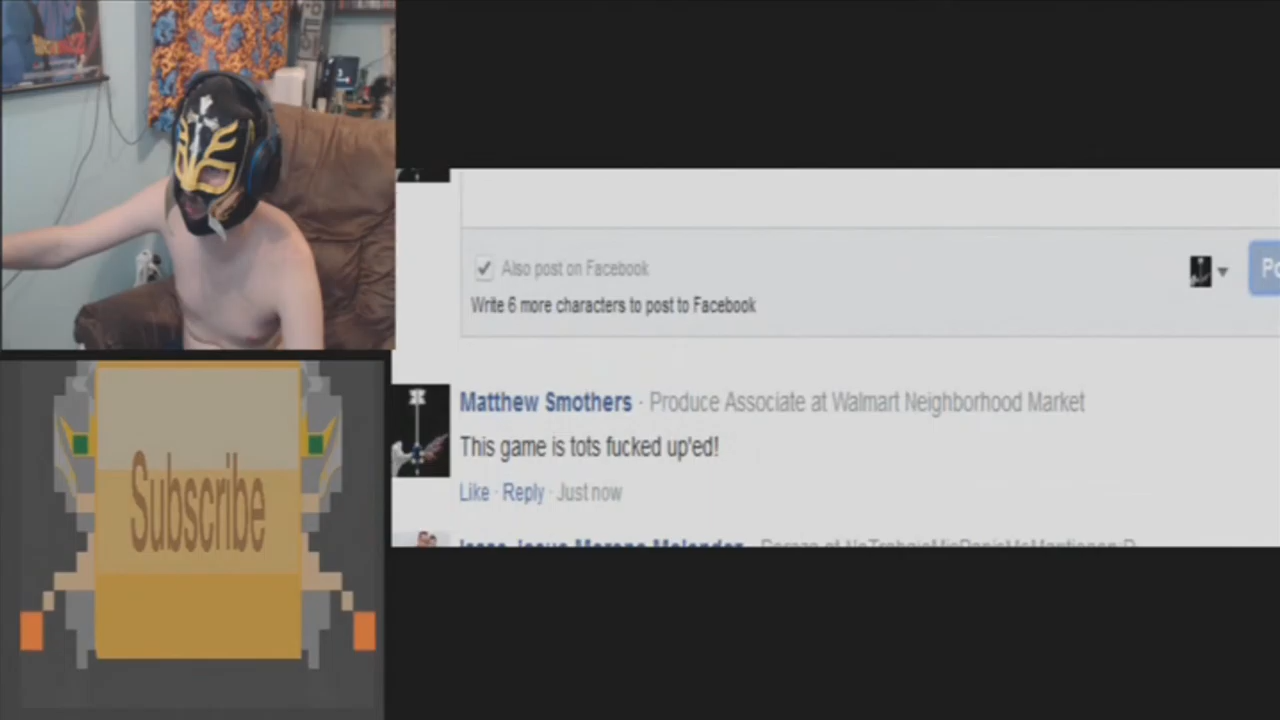 Also post on Facebook
Write 6 more characters to post to Facebook
Matthew Smothers · Produce Associate at Walmart Neighborhood Market
This game is tots fucked up'ed!
Like · Reply · Just now
Subscribe